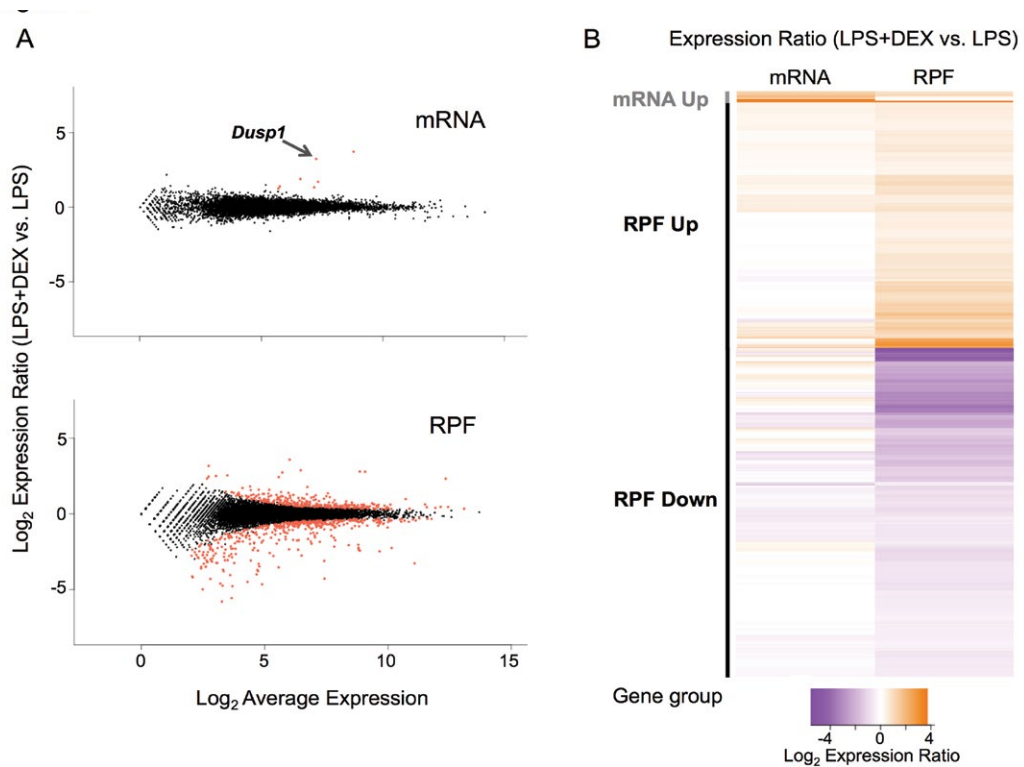 A
mRNA
Dusp1
5
0
-5
Log2 Expression Ratio (LPS+DEX vs. LPS)
RPF
5
0
-5
0 5 10 15
Log2 Average Expression
B
Expression Ratio (LPS+DEX vs. LPS)
mRNA RPF
mRNA Up
RPF Up
RPF Down
Gene group
-4 0 4
Log2 Expression Ratio